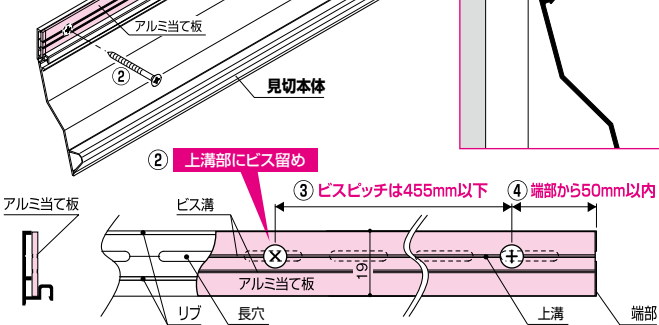 アルミ当て板
②
見切本体
② 上溝部にビス留め
③ ビスピッチは455mm以下 ④ 端部から50mm以内
アルミ当て板
ビス溝
19
アルミ当て板
リブ
長穴
上溝
端部